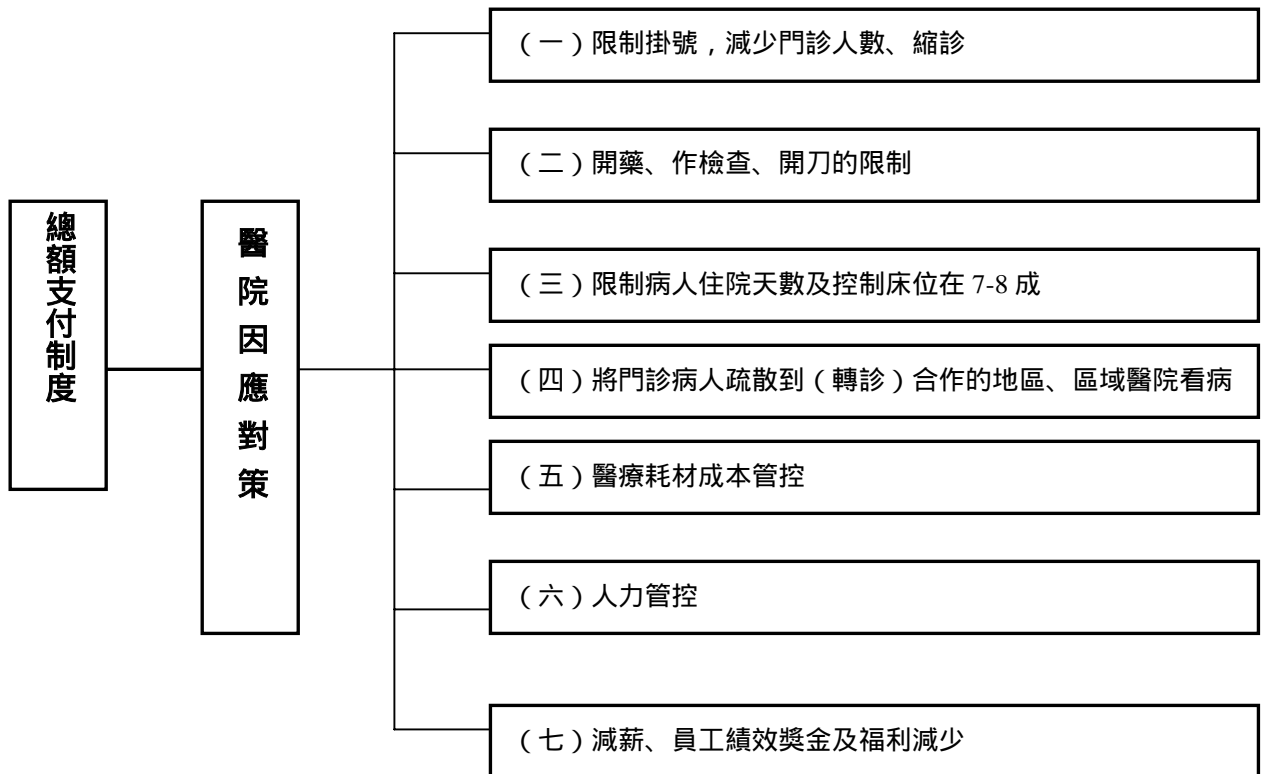 總額支付制度
醫院因應對策
（一）限制掛號，減少門診人數、縮診
（二）開藥、作檢查、開刀的限制
（三）限制病人住院天數及控制床位在 7-8 成
（四）將門診病人疏散到（轉診）合作的地區、區域醫院看病
（五）醫療耗材成本管控
（六）人力管控
（七）減薪、員工績效獎金及福利減少